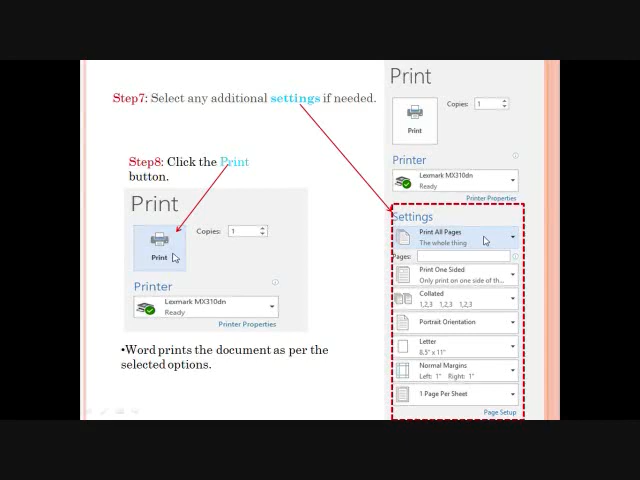 Step7: Select any additional settings if needed.
Step8: Click the Print
button.
Print
Print
Copies: 1
Printer
Lexmark MX310dn
Ready
Printer Properties
•Word prints the document as per the
selected options.
Print
Print
Copies: 1
Printer
Lexmark MX310dn
Ready
Printer Properties
Settings
Print All Pages
The whole thing
Pages:
Print One Sided
Only print on one side of th...
Collated
1,2,3 1,2,3 1,2,3
Portrait Orientation
Letter
8.5" x 11"
Normal Margins
Left: 1" Right: 1"
1 Page Per Sheet
Page Setup